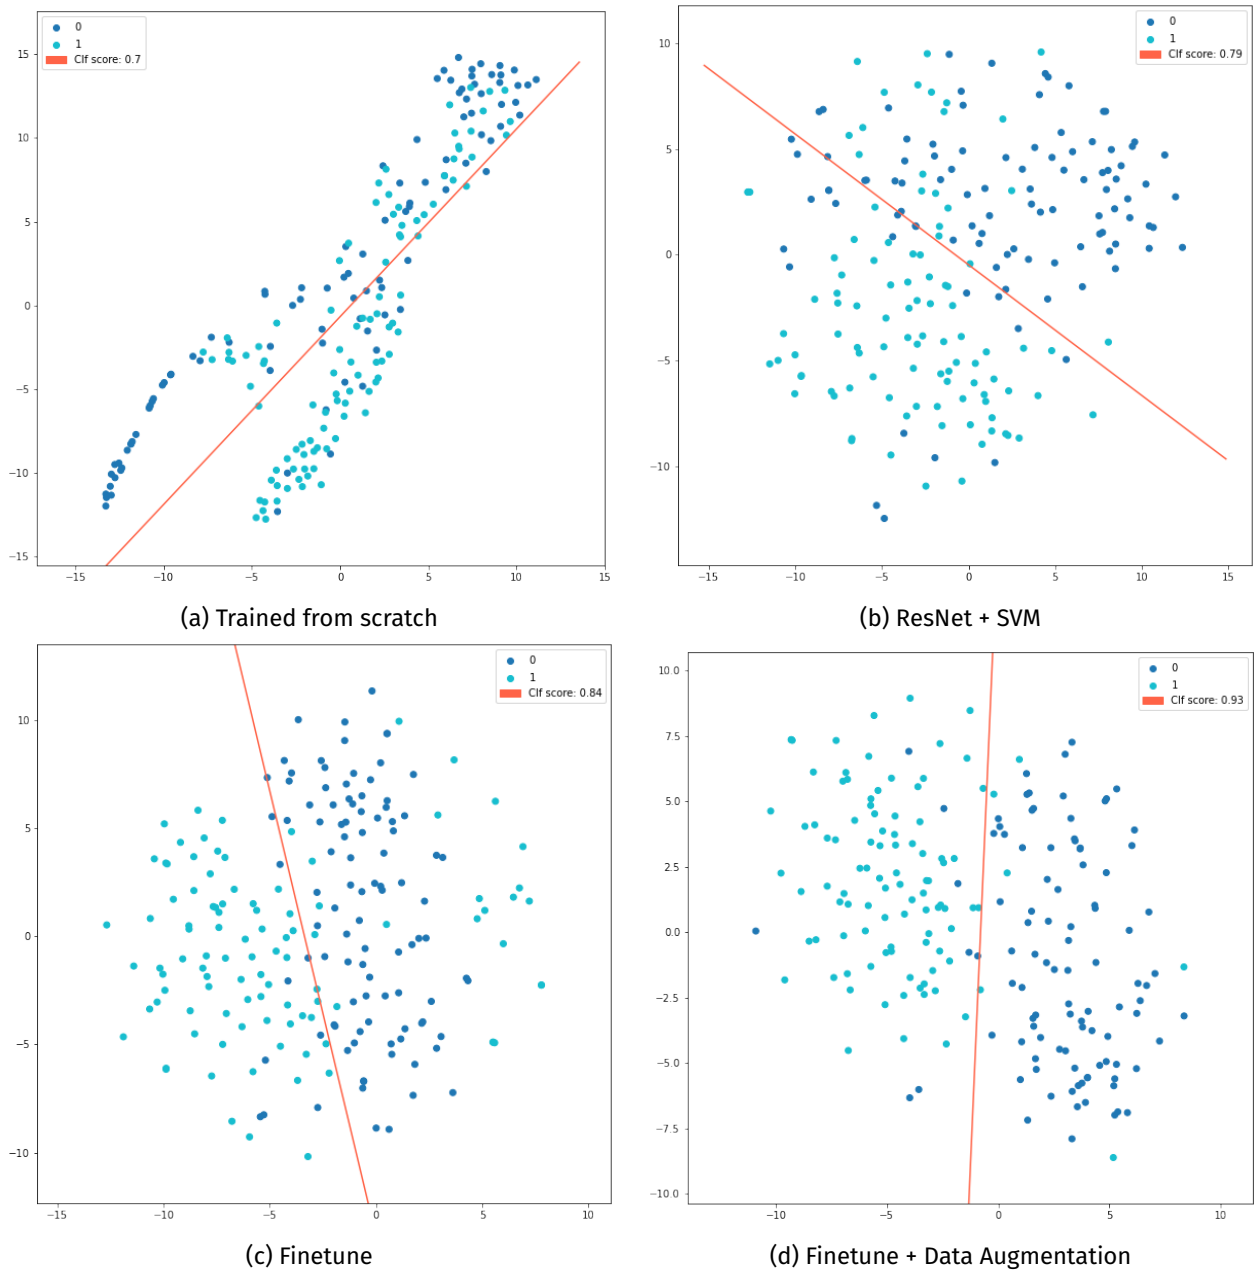 0
1
Clf score: 0.7
15
10
5
0
−5
−10
−15
−15 −10 −5 0 5 10 15
(a) Trained from scratch
0
1
Clf score: 0.79
10
5
0
−5
−10
−15 −10 −5 0 5 10 15
(b) ResNet + SVM
0
1
Clf score: 0.84
10
5
0
−5
−10
−15 −10 −5 0 5 10
(c) Finetune
0
1
Clf score: 0.93
10.0
7.5
5.0
2.5
0.0
−2.5
−5.0
−7.5
−10.0
−10 −5 0 5 10
(d) Finetune + Data Augmentation